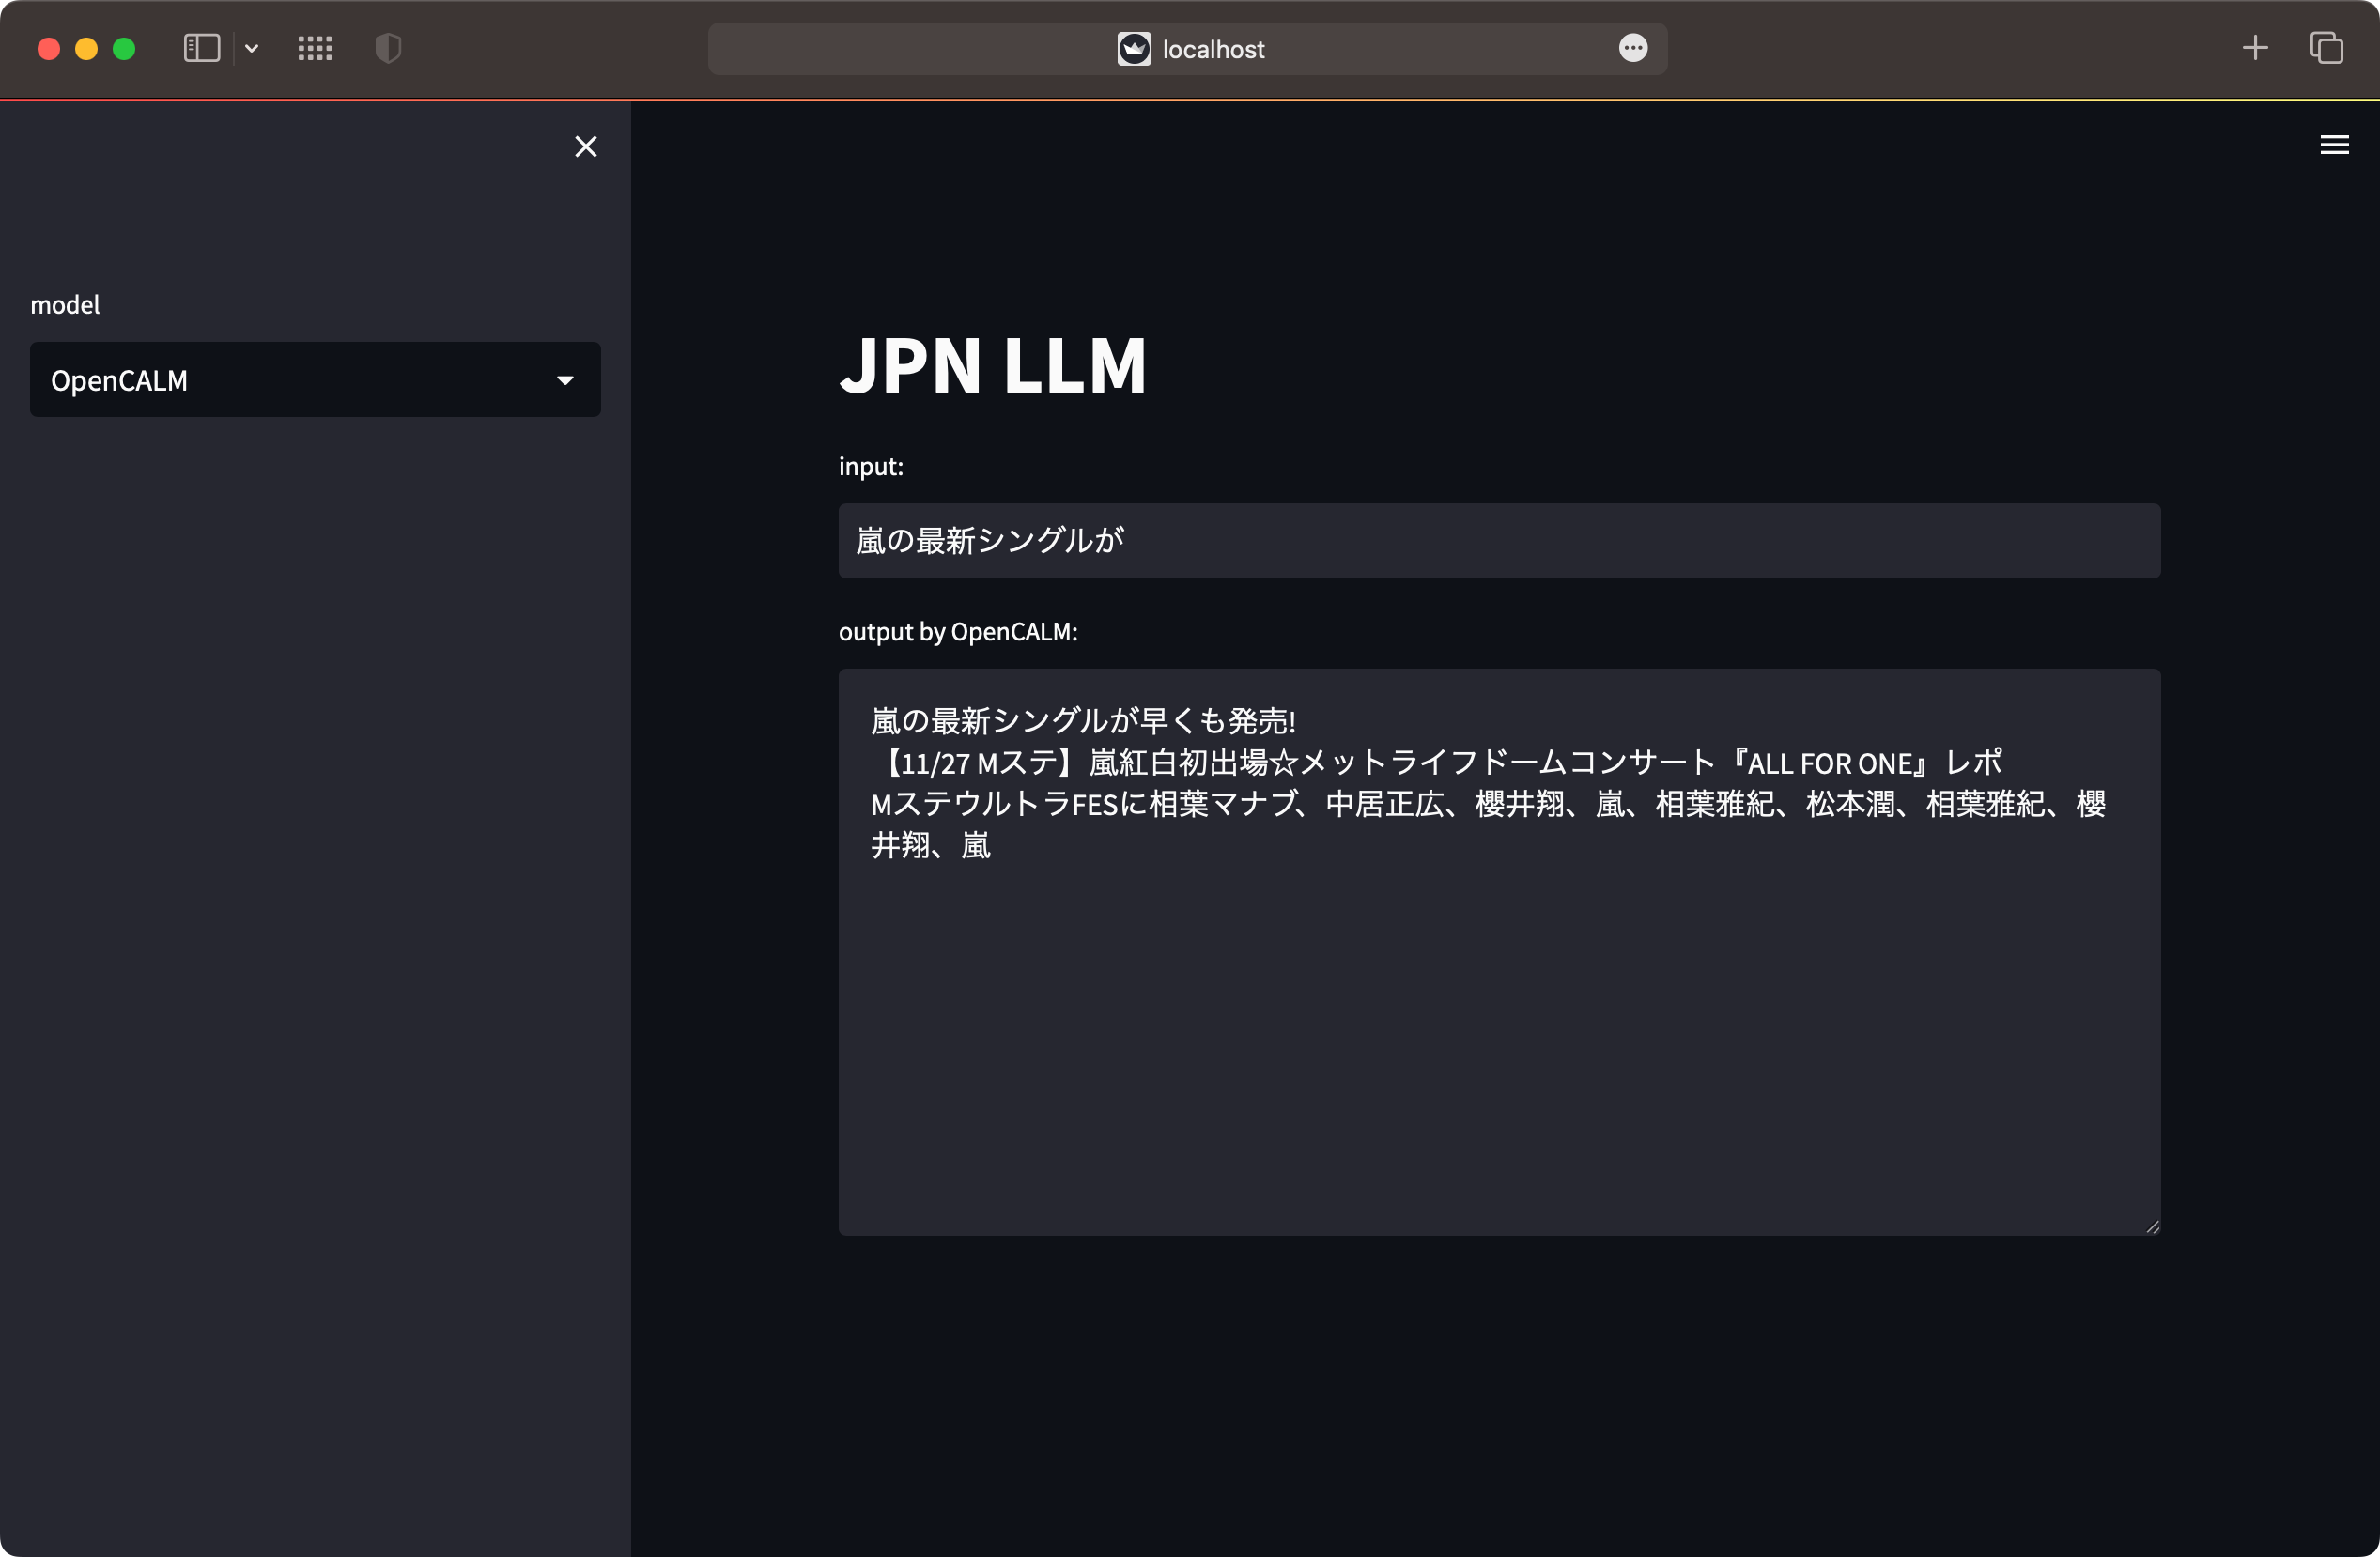 localhost
model
OpenCALM
JPN LLM
input:
嵐の最新シングルが
output by OpenCALM:
嵐の最新シングルが早くも発売!
【11/27 Mステ】嵐紅白初出場☆メットライフドームコンサート『ALL FOR ONE』レポ
MステウルトラFESに相葉マナブ、中居正広、櫻井翔、嵐、相葉雅紀、松本潤、相葉雅紀、櫻
井翔、嵐